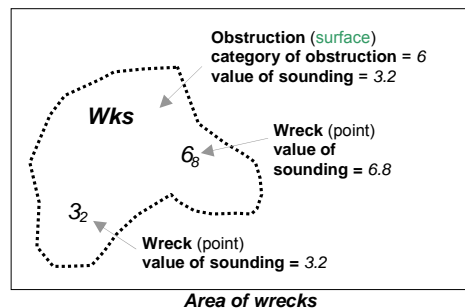 Obstruction (surface)
category of obstruction = 6
value of sounding = 3.2
Wks
Wreck (point)
value of
sounding = 6.8
6₈
3₂
Wreck (point)
value of sounding = 3.2
Area of wrecks